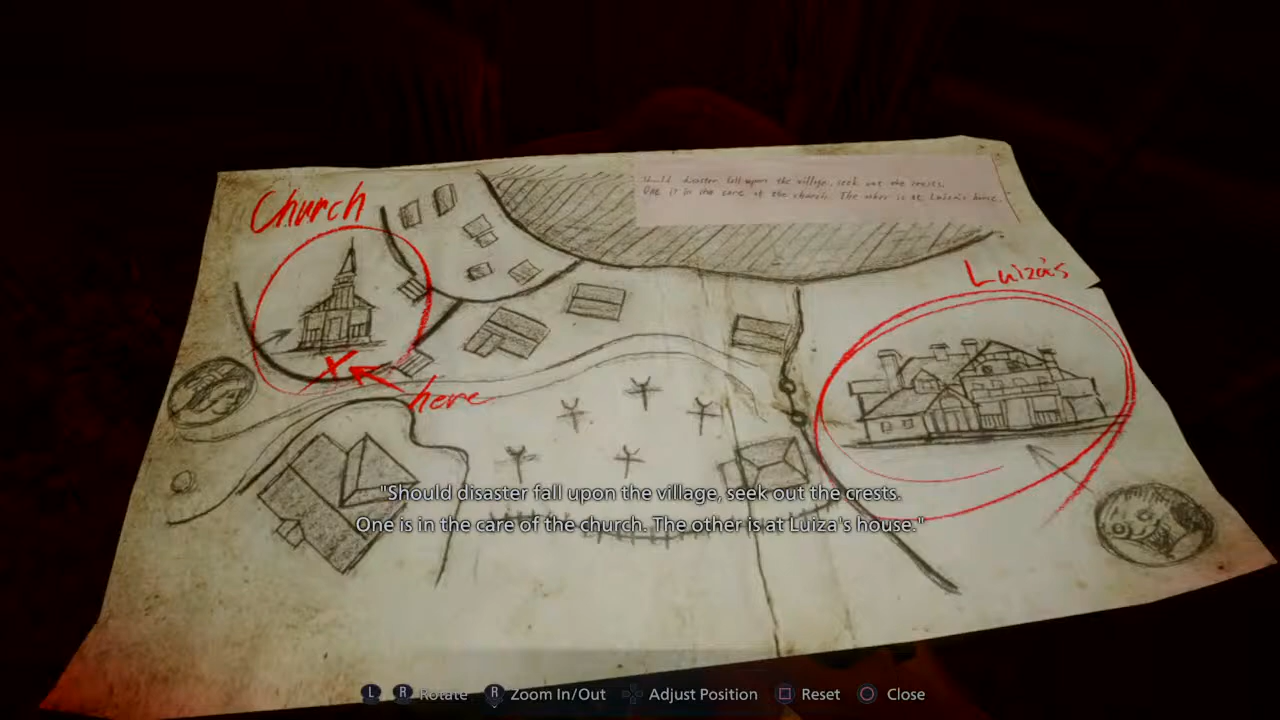 Church
Should disaster fall upon the village, seek out the crests.
One is in the care of the church. The other is at Luiza's house.
Luiza's
here
"Should disaster fall upon the village, seek out the crests.
One is in the care of the church. The other is at Luiza's house."
L R Rotate R Zoom In/Out Adjust Position Reset Close